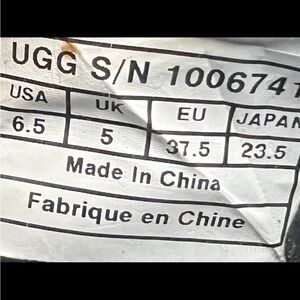 UGG S/N 1006741
USA UK EU JAPAN
6.5 5 37.5 23.5
Made In China
Fabrique en Chine